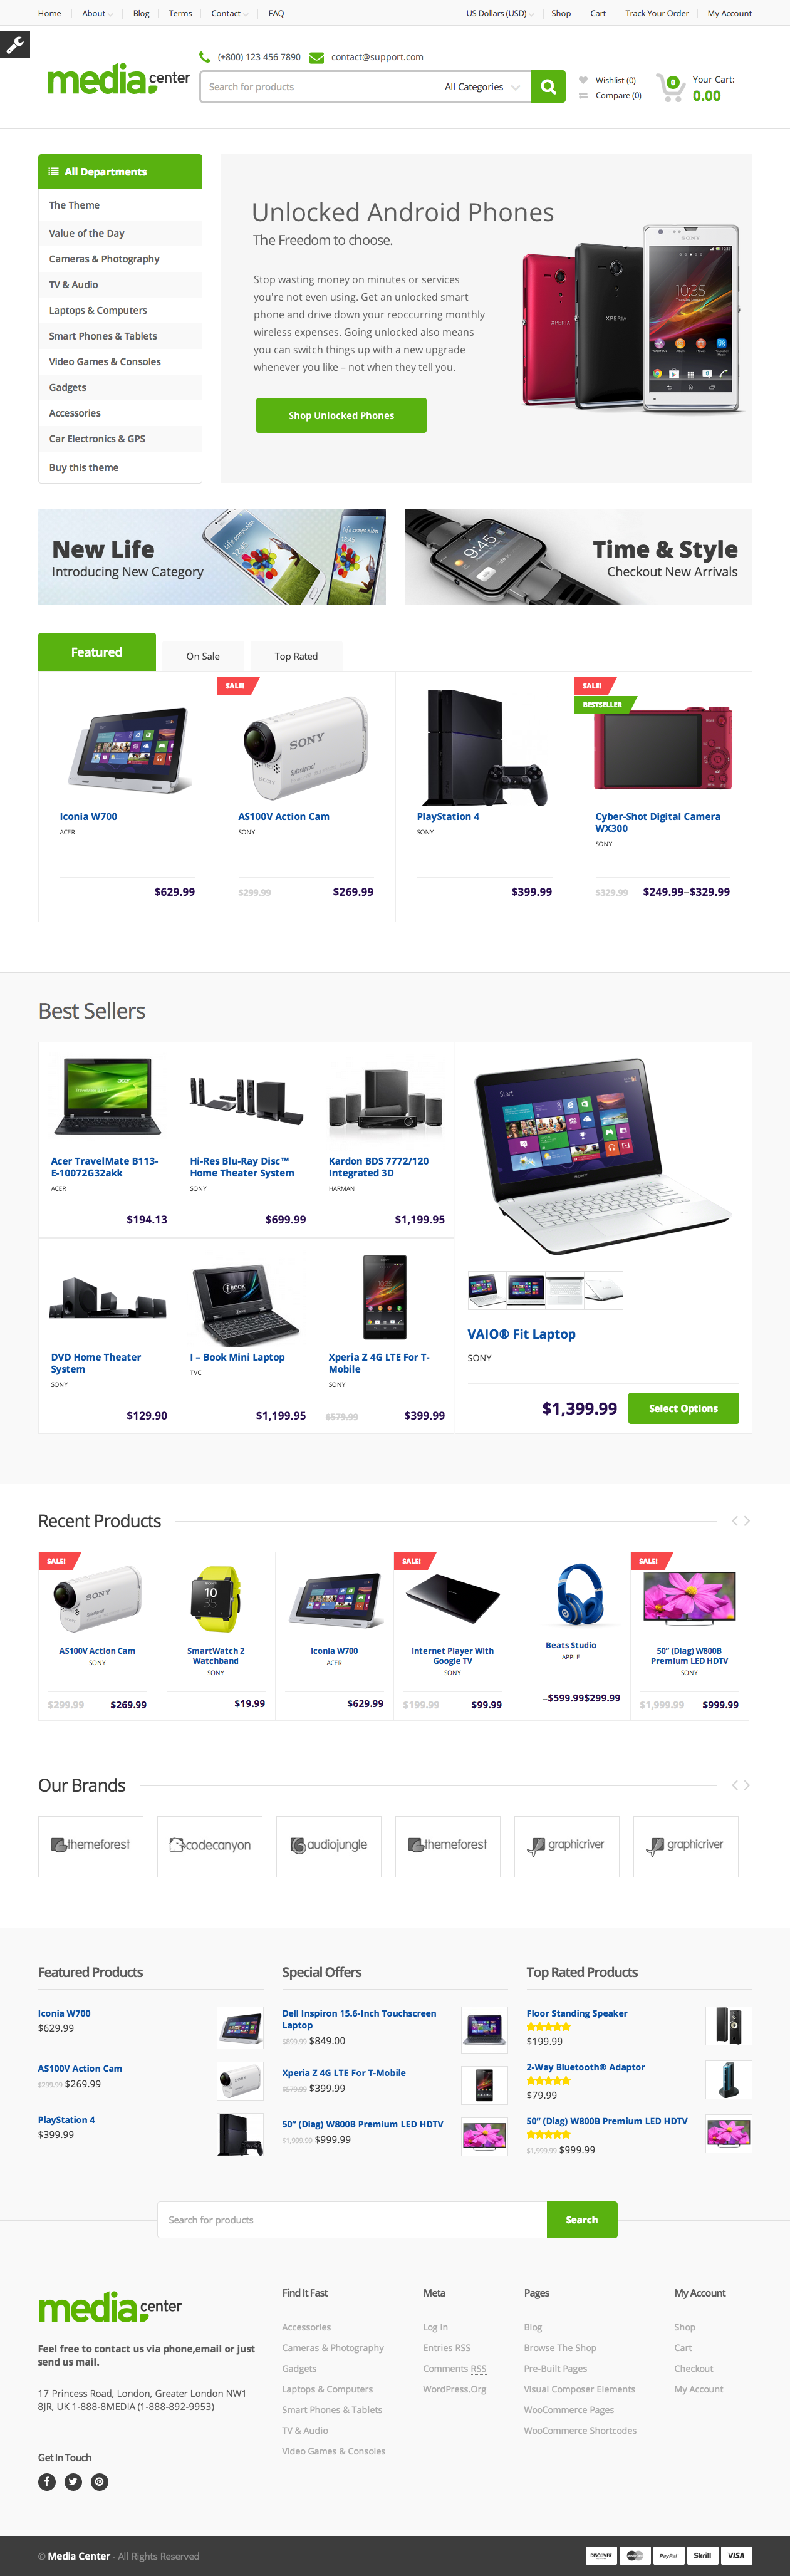 Home About Blog Terms Contact FAQ US Dollars (USD) Shop Cart Track Your Order My Account
(+800) 123 456 7890 contact@support.com
media center
Search for products All Categories
Wishlist (0)
Compare (0)
0
Your Cart:
0.00
All Departments
The Theme
Value of the Day
Cameras & Photography
TV & Audio
Laptops & Computers
Smart Phones & Tablets
Video Games & Consoles
Gadgets
Accessories
Car Electronics & GPS
Buy this theme
Unlocked Android Phones
The Freedom to choose.
Stop wasting money on minutes or services
you're not even using. Get an unlocked smart
phone and drive down your reoccurring monthly
wireless expenses. Going unlocked also means
you can switch things up with a new upgrade
whenever you like – not when they tell you.
Shop Unlocked Phones
XPERIA
XPERIA
SONY
10:35
New Life
Introducing New Category
9:45
Time & Style
Checkout New Arrivals
Featured On Sale Top Rated
Iconia W700
ACER
$629.99
SALE!
SONY
AS100V Action Cam
SONY
$299.99 $269.99
PlayStation 4
SONY
$399.99
SALE!
BESTSELLER
Cyber-Shot Digital Camera
WX300
SONY
$329.99 $249.99–$329.99
Best Sellers
Acer TravelMate B113-
E-10072G32akk
ACER
$194.13
Hi-Res Blu-Ray Disc™
Home Theater System
SONY
$699.99
Kardon BDS 7772/120
Integrated 3D
HARMAN
$1,199.95
DVD Home Theater
System
SONY
$129.90
I – Book Mini Laptop
TVC
$1,199.95
Xperia Z 4G LTE For T-
Mobile
SONY
$579.99 $399.99
Start
VAIO® Fit Laptop
SONY
$1,399.99 Select Options
Recent Products
SALE!
SONY
AS100V Action Cam
SONY
$299.99 $269.99
10
35
SmartWatch 2
Watchband
SONY
$19.99
Iconia W700
ACER
$629.99
SALE!
Internet Player With
Google TV
SONY
$199.99 $99.99
Beats Studio
APPLE
–$599.99$299.99
SALE!
50" (Diag) W800B
Premium LED HDTV
SONY
$1,999.99 $999.99
Our Brands
themeforest codecanyon audiojungle themeforest graphicriver graphicriver
Featured Products
Iconia W700
$629.99
AS100V Action Cam
$299.99 $269.99
PlayStation 4
$399.99
Special Offers
Dell Inspiron 15.6-Inch Touchscreen
Laptop
$899.99 $849.00
Xperia Z 4G LTE For T-Mobile
$579.99 $399.99
50" (Diag) W800B Premium LED HDTV
$1,999.99 $999.99
Top Rated Products
Floor Standing Speaker
$199.99
2-Way Bluetooth® Adaptor
$79.99
50" (Diag) W800B Premium LED HDTV
$1,999.99 $999.99
Search for products Search
media center
Feel free to contact us via phone,email or just
send us mail.
17 Princess Road, London, Greater London NW1
8JR, UK 1-888-8MEDIA (1-888-892-9953)
Get In Touch
Find It Fast
Accessories
Cameras & Photography
Gadgets
Laptops & Computers
Smart Phones & Tablets
TV & Audio
Video Games & Consoles
Meta
Log In
Entries RSS
Comments RSS
WordPress.Org
Pages
Blog
Browse The Shop
Pre-Built Pages
Visual Composer Elements
WooCommerce Pages
WooCommerce Shortcodes
My Account
Shop
Cart
Checkout
My Account
© Media Center - All Rights Reserved
DISCOVER MasterCard PayPal Skrill VISA